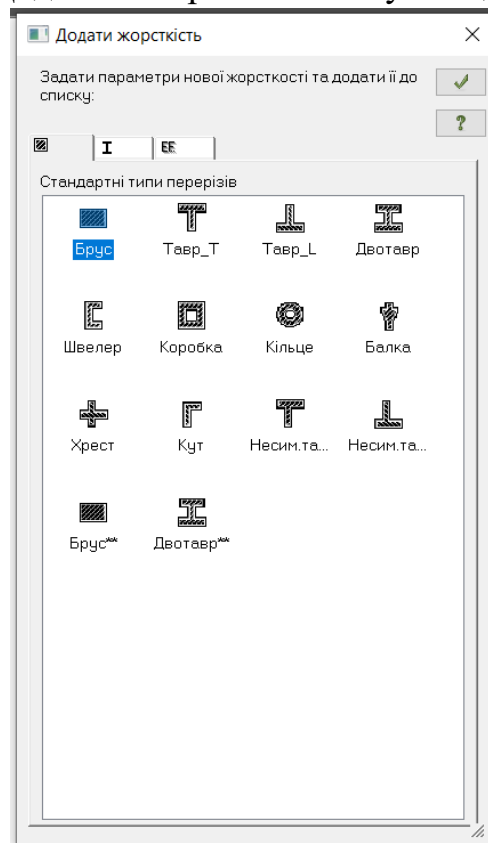 Додати жорсткість
Задати параметри нової жорсткості та додати її до
списку:
I
EF
Стандартні типи перерізів
Брус Тавр_Т Тавр_L Двотавр
Швелер Коробка Кільце Балка
Хрест Кут Несим.та... Несим.та...
Брус** Двотавр**